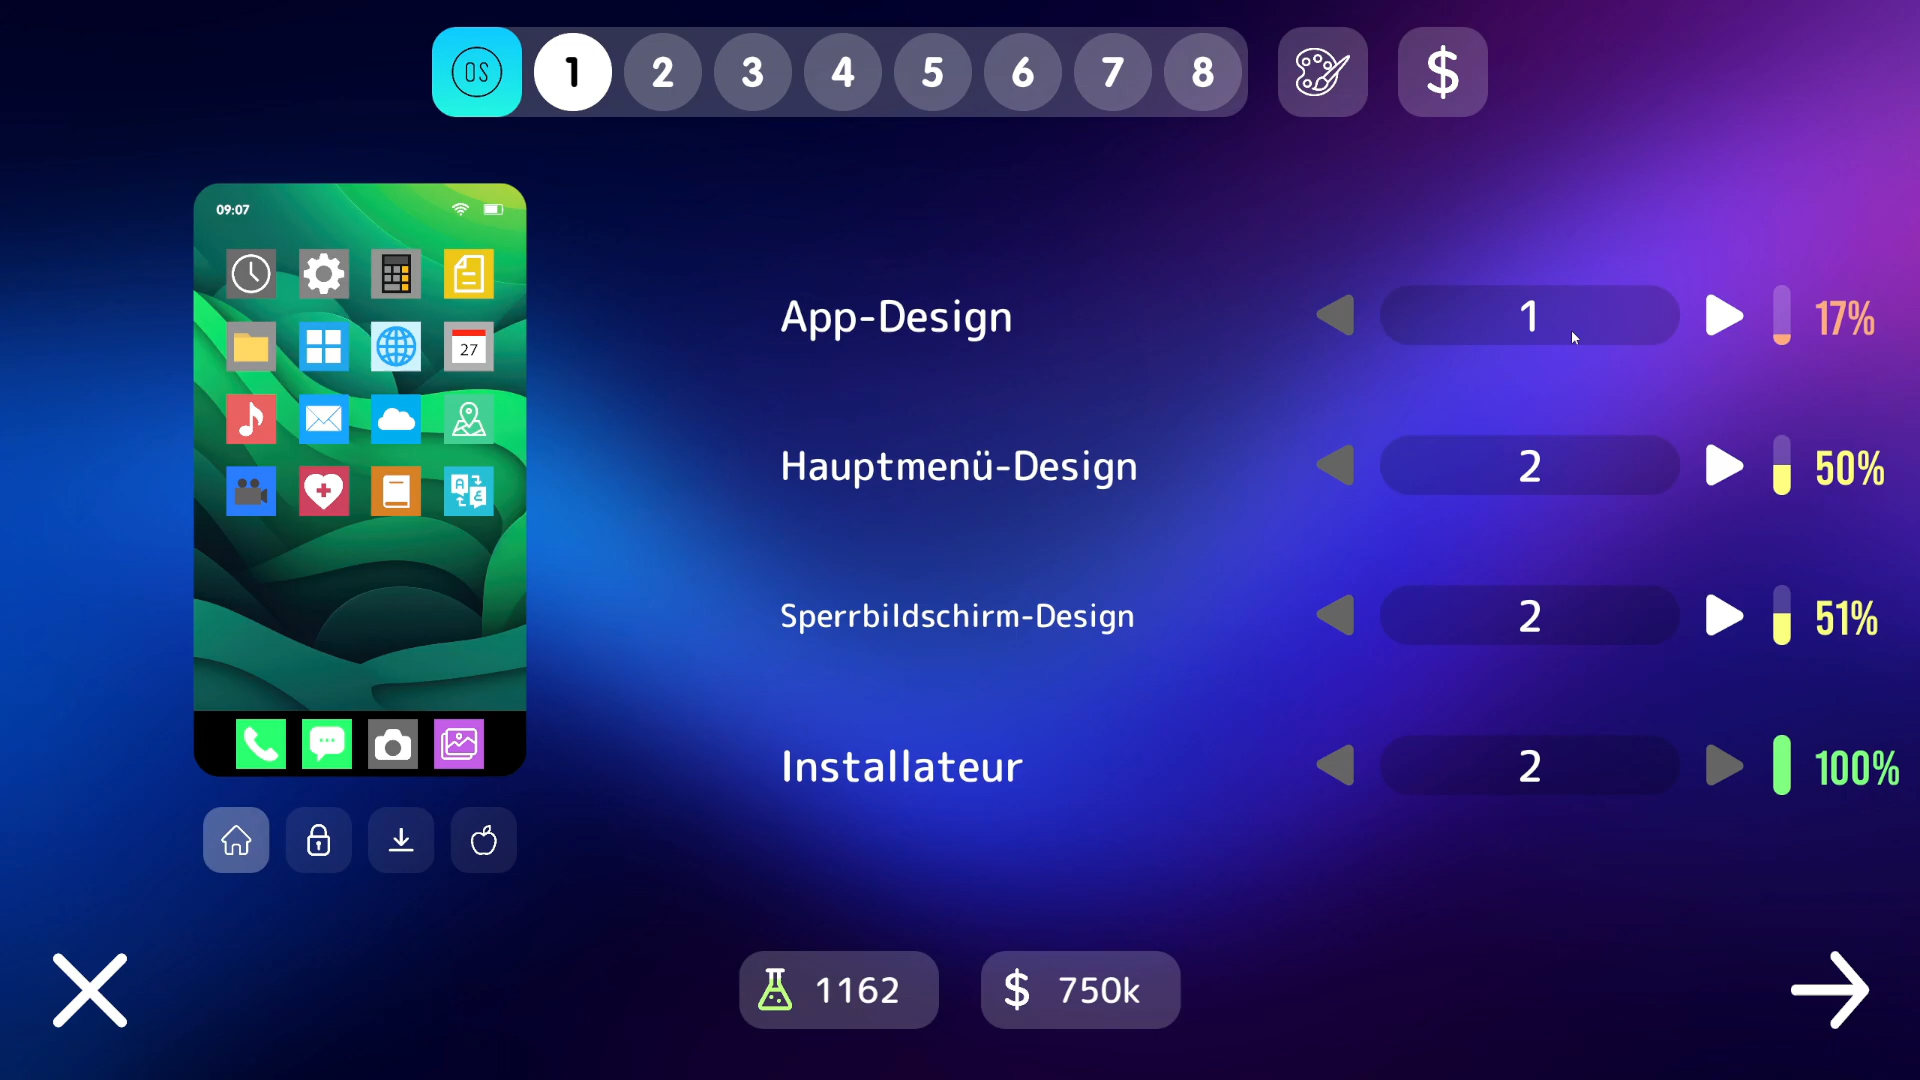 OS 1 2 3 4 5 6 7 8 $
09:07
27
A
App-Design 1 17%
Hauptmenü-Design 2 50%
Sperrbildschirm-Design 2 51%
Installateur 2 100%
1162 $ 750k